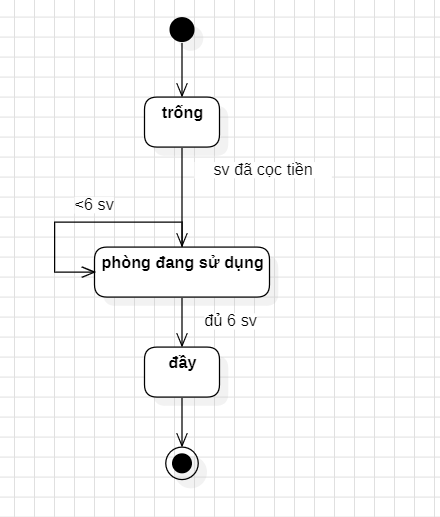 trống
sv đã cọc tiền
<6 sv
phòng đang sử dụng
đủ 6 sv
đầy